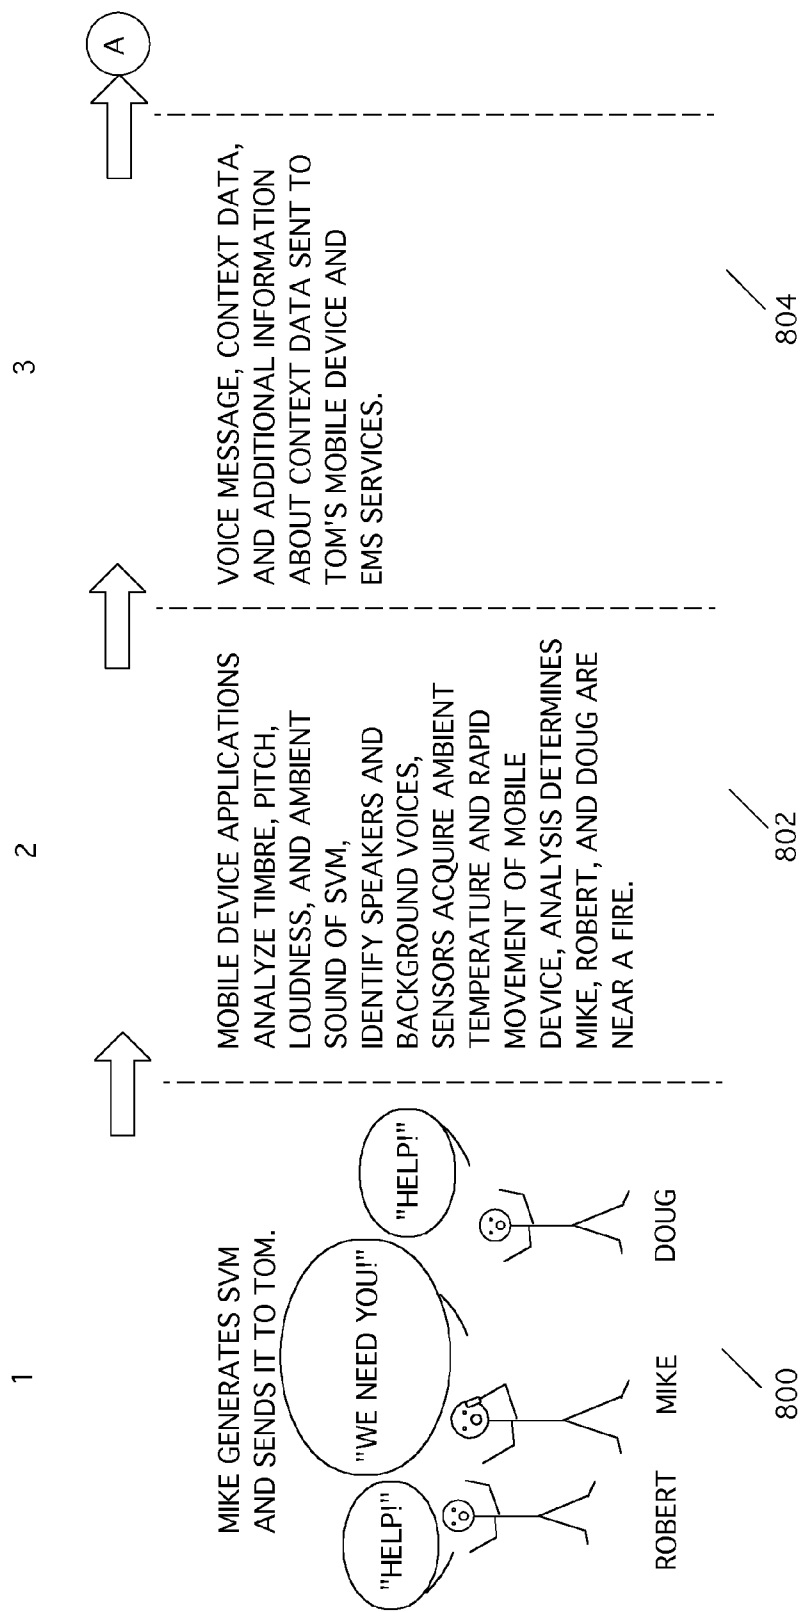 1
MIKE GENERATES SVM
AND SENDS IT TO TOM.
"HELP!"
"WE NEED YOU!"
"HELP!"
ROBERT
MIKE
DOUG
800
2
MOBILE DEVICE APPLICATIONS
ANALYZE TIMBRE, PITCH,
LOUDNESS, AND AMBIENT
SOUND OF SVM,
IDENTIFY SPEAKERS AND
BACKGROUND VOICES,
SENSORS ACQUIRE AMBIENT
TEMPERATURE AND RAPID
MOVEMENT OF MOBILE
DEVICE, ANALYSIS DETERMINES
MIKE, ROBERT, AND DOUG ARE
NEAR A FIRE.
802
3
VOICE MESSAGE, CONTEXT DATA,
AND ADDITIONAL INFORMATION
ABOUT CONTEXT DATA SENT TO
TOM'S MOBILE DEVICE AND
EMS SERVICES.
804
A